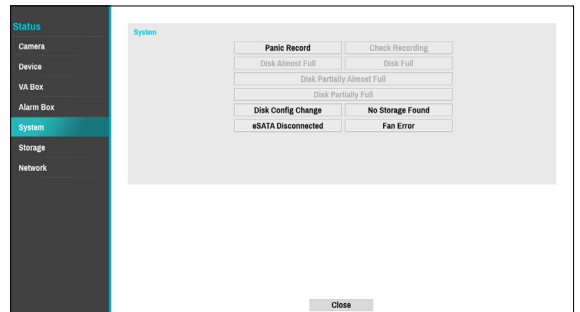 Status
Camera
Device
VA Box
Alarm Box
System
Storage
Network
System
Panic Record Check Recording
Disk Almost Full Disk Full
Disk Partially Almost Full
Disk Partially Full
Disk Config Change No Storage Found
eSATA Disconnected Fan Error
Close